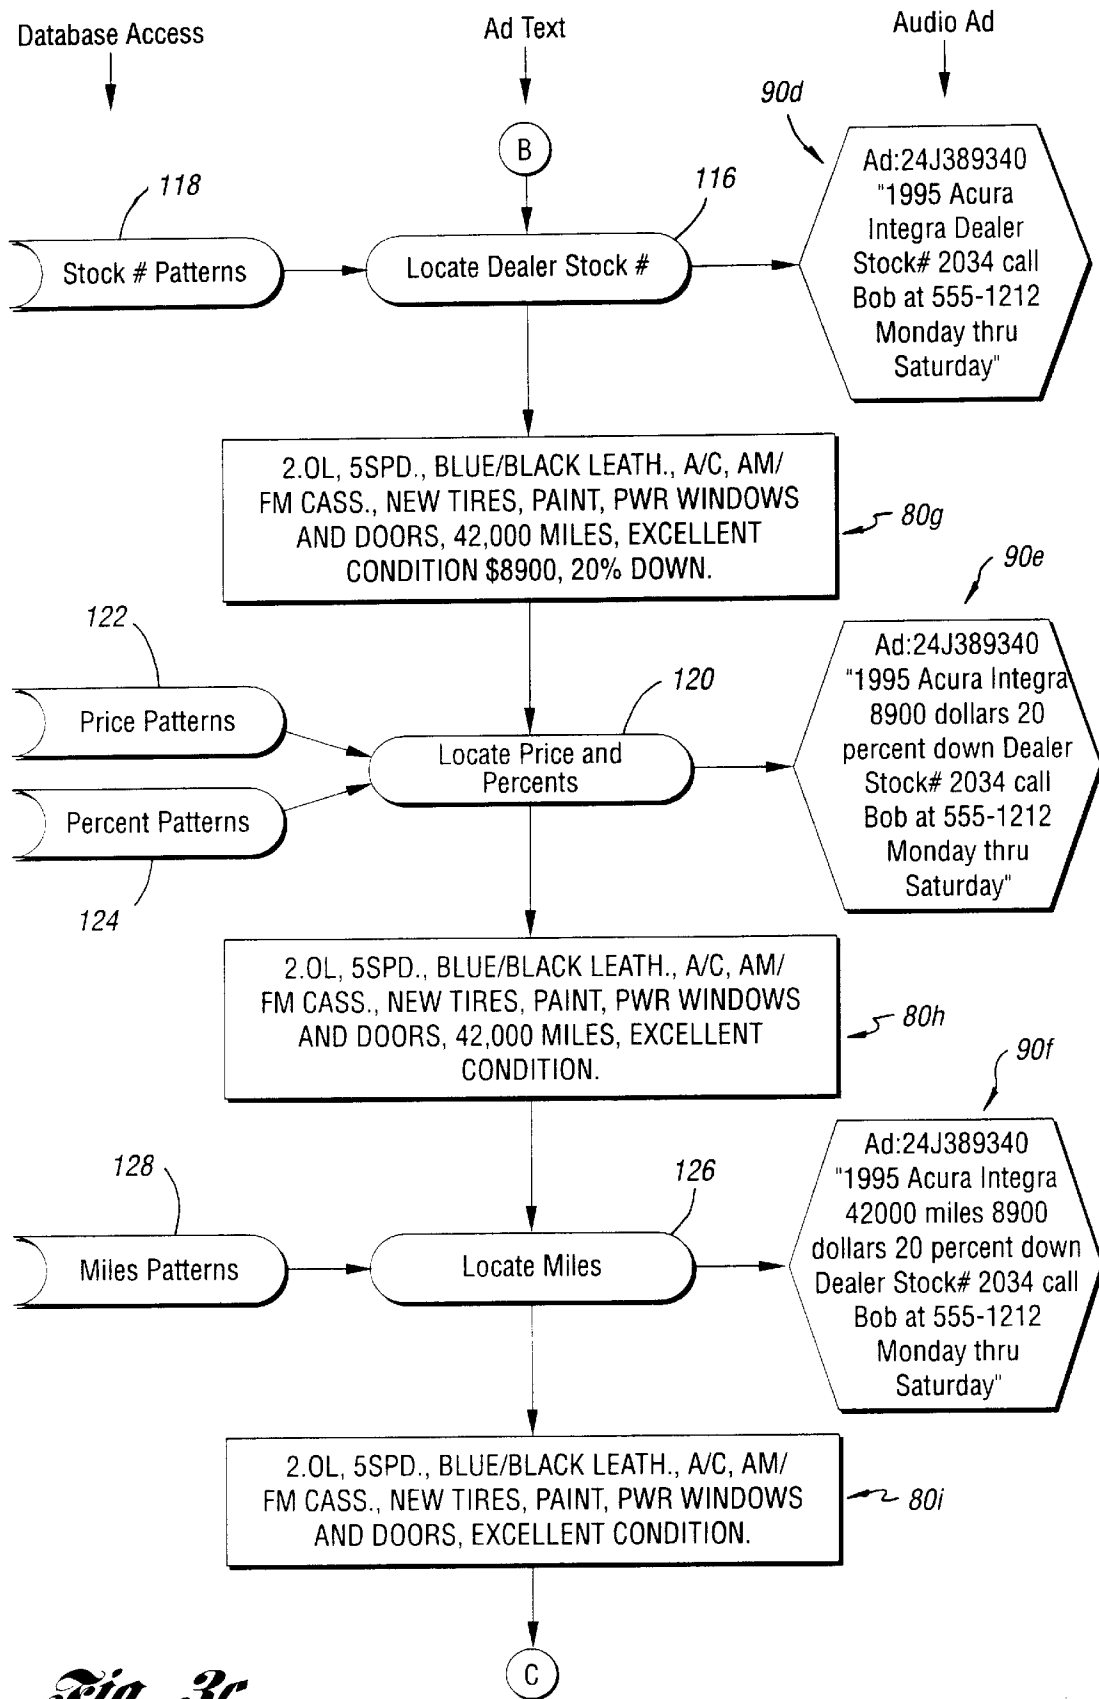 Database Access
Ad Text
Audio Ad
90d
B
118
116
Stock # Patterns
Locate Dealer Stock #
Ad:24J389340
"1995 Acura
Integra Dealer
Stock# 2034 call
Bob at 555-1212
Monday thru
Saturday"
2.0L, 5SPD., BLUE/BLACK LEATH., A/C, AM/
FM CASS., NEW TIRES, PAINT, PWR WINDOWS
AND DOORS, 42,000 MILES, EXCELLENT
CONDITION $8900, 20% DOWN.
80g
90e
122
120
Price Patterns
Percent Patterns
124
Locate Price and
Percents
Ad:24J389340
"1995 Acura Integra
8900 dollars 20
percent down Dealer
Stock# 2034 call
Bob at 555-1212
Monday thru
Saturday"
2.0L, 5SPD., BLUE/BLACK LEATH., A/C, AM/
FM CASS., NEW TIRES, PAINT, PWR WINDOWS
AND DOORS, 42,000 MILES, EXCELLENT
CONDITION.
80h
90f
128
126
Miles Patterns
Locate Miles
Ad:24J389340
"1995 Acura Integra
42000 miles 8900
dollars 20 percent down
Dealer Stock# 2034 call
Bob at 555-1212
Monday thru
Saturday"
2.0L, 5SPD., BLUE/BLACK LEATH., A/C, AM/
FM CASS., NEW TIRES, PAINT, PWR WINDOWS
AND DOORS, EXCELLENT CONDITION.
80i
C
Fig. 3c